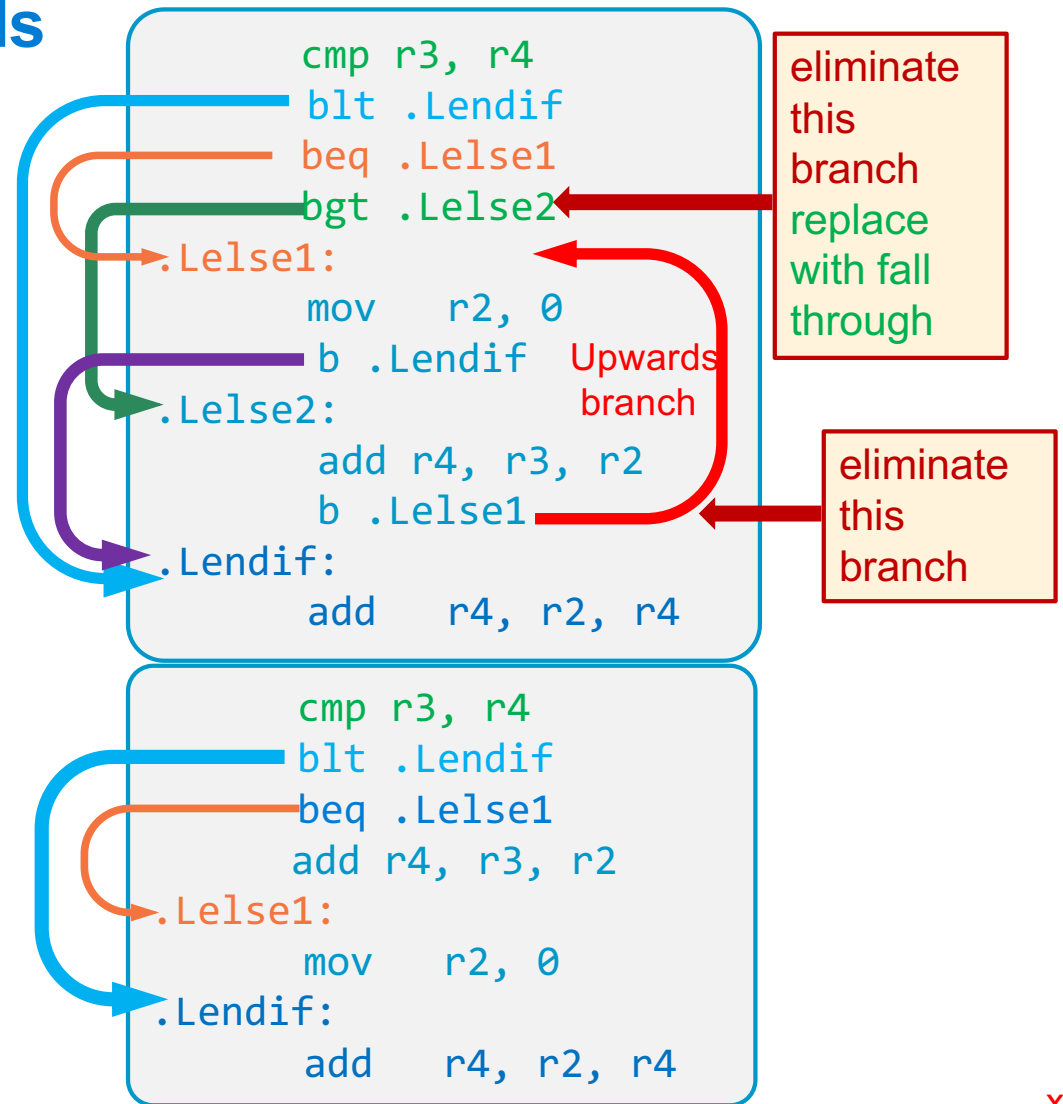 ls
cmp r3, r4
blt .Lendif
beq .Lelse1
bgt .Lelse2
.Lelse1:
mov r2, 0
b .Lendif
.Lelse2:
add r4, r3, r2
b .Lelse1
.Lendif:
add r4, r2, r4
Upwards
branch
eliminate
this
branch
replace
with fall
through
eliminate
this
branch
cmp r3, r4
blt .Lendif
beq .Lelse1
add r4, r3, r2
.Lelse1:
mov r2, 0
.Lendif:
add r4, r2, r4
x